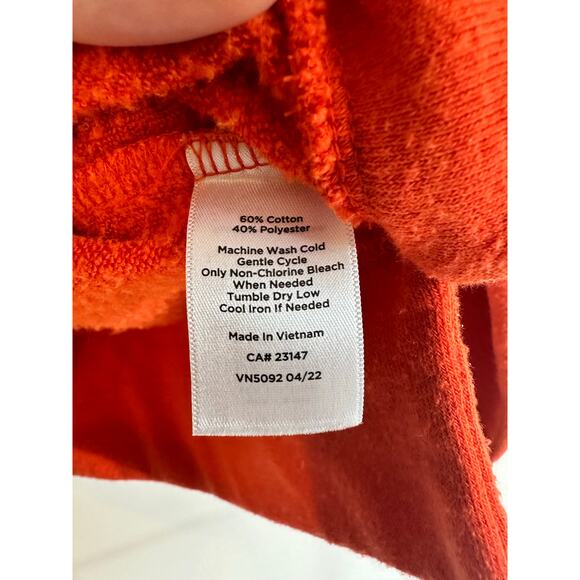 60% Cotton
40% Polyester
Machine Wash Cold
Gentle Cycle
Only Non-Chlorine Bleach
When Needed
Tumble Dry Low
Cool Iron If Needed
Made In Vietnam
CA# 23147
VN5092 04/22